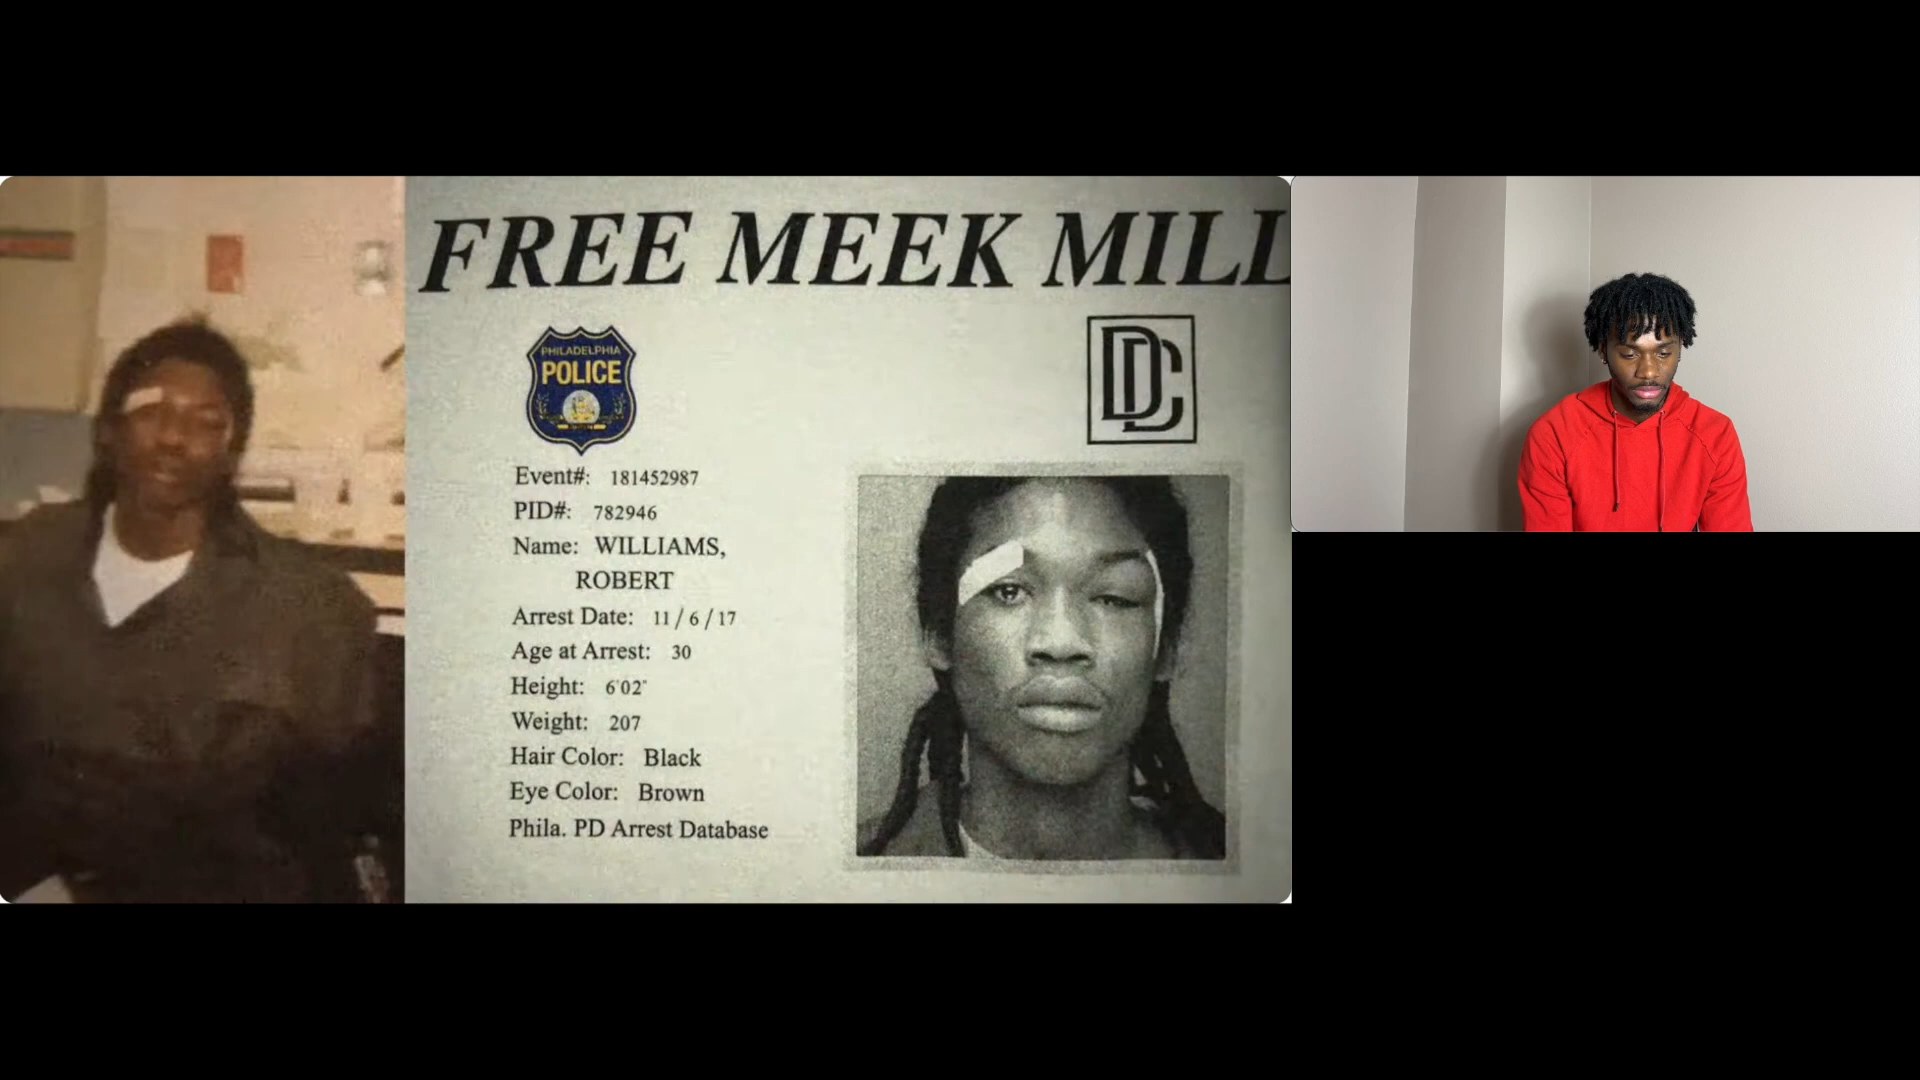 FREE MEEK MILL
PHILADELPHIA
POLICE
DC
Event#: 181452987
PID#: 782946
Name: WILLIAMS,
ROBERT
Arrest Date: 11 / 6 / 17
Age at Arrest: 30
Height: 6'02"
Weight: 207
Hair Color: Black
Eye Color: Brown
Phila. PD Arrest Database